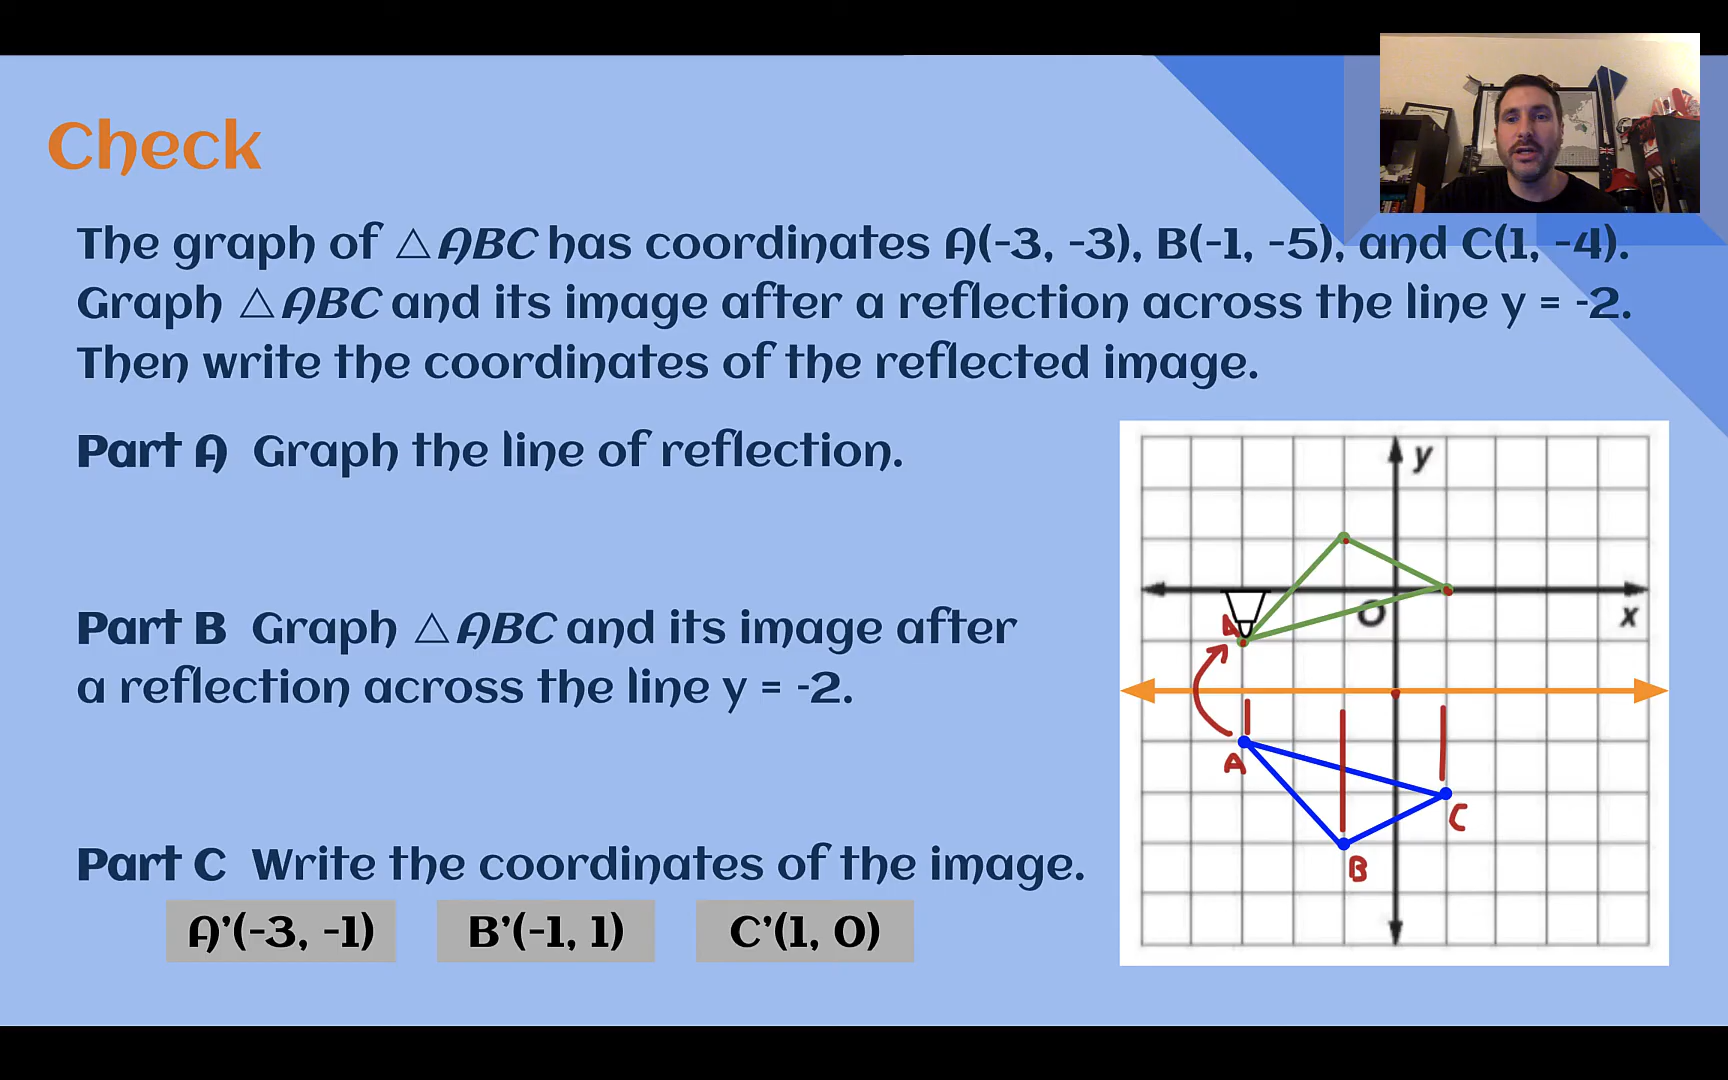 Check
The graph of △ABC has coordinates A(-3, -3), B(-1, -5), and C(1, -4).
Graph △ABC and its image after a reflection across the line y = -2.
Then write the coordinates of the reflected image.
Part A Graph the line of reflection.
Part B Graph △ABC and its image after
a reflection across the line y = -2.
Part C Write the coordinates of the image.
A’(-3, -1) B’(-1, 1) C’(1, 0)
y
x
O
A
C
B